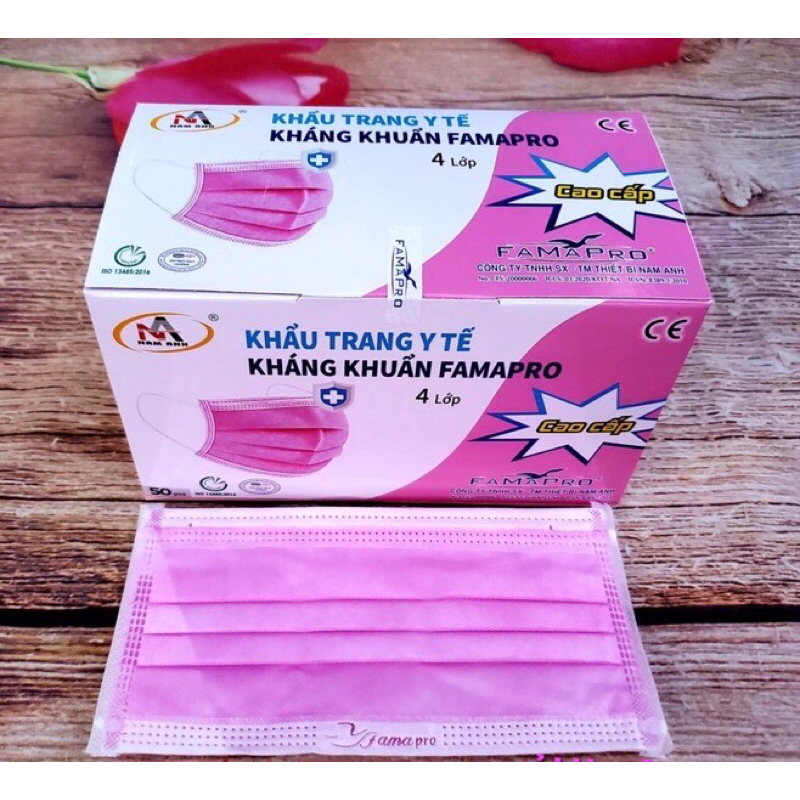 NAM ANH
®
KHẨU TRANG Y TẾ
KHÁNG KHUẨN FAMAPRO
4 Lớp
CE
Cao cấp
FAMAPRO®
CÔNG TY TNHH SX - TM THIẾT BỊ NAM ANH
ISO 13485:2016
FAMAPRO
NAM ANH
®
KHẨU TRANG Y TẾ
KHÁNG KHUẨN FAMAPRO
4 Lớp
CE
Cao cấp
FAMAPRO®
CÔNG TY TNHH SX - TM THIẾT BỊ NAM ANH
50 pcs
ISO 13485:2016
Fama pro